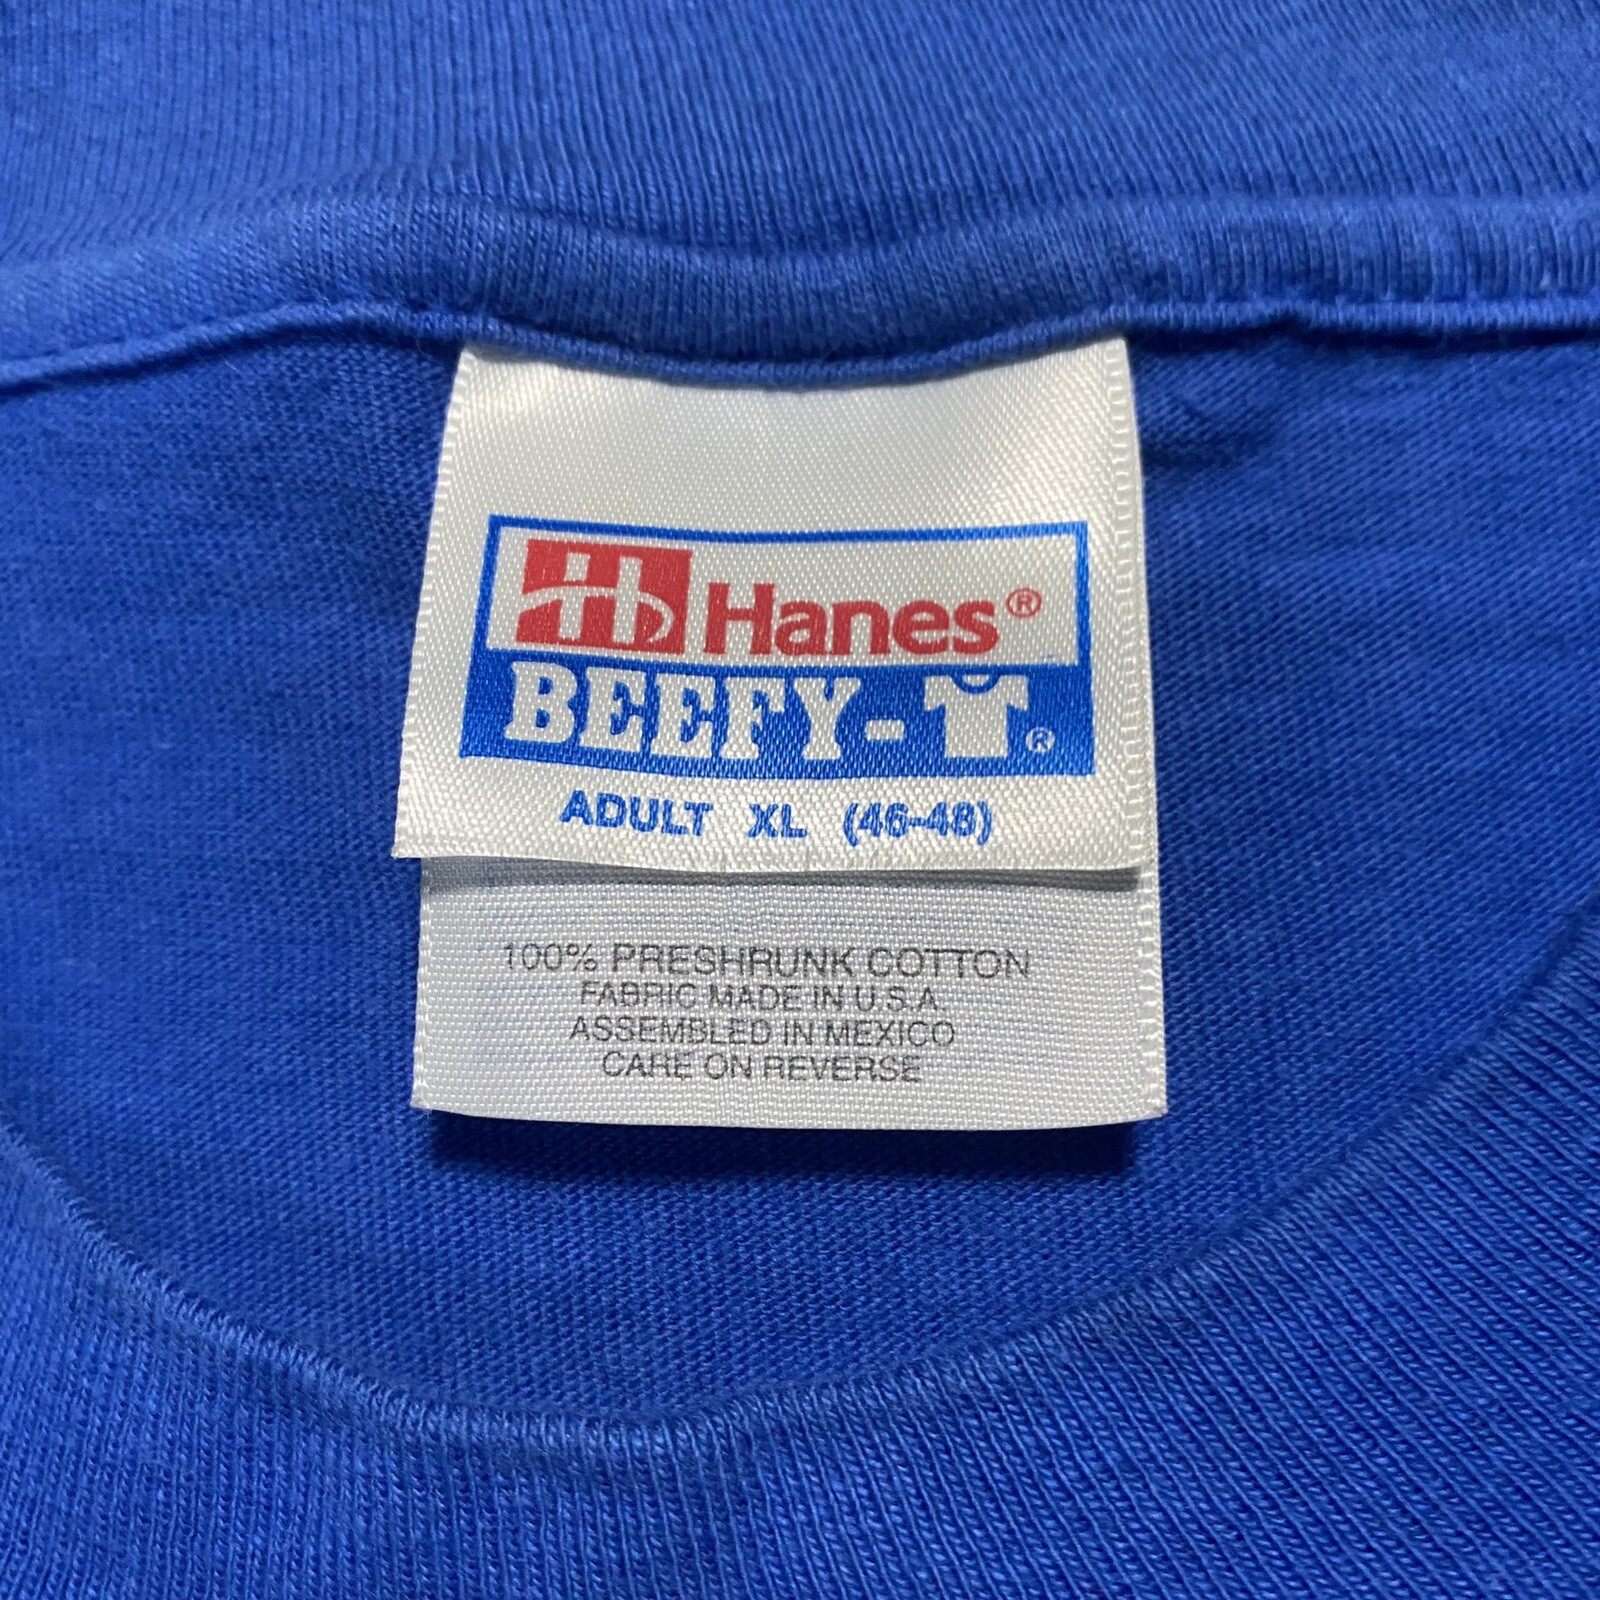 H Hanes®
BEEFY-T®
ADULT XL (46-48)
100% PRESHRUNK COTTON
FABRIC MADE IN U.S.A.
ASSEMBLED IN MEXICO
CARE ON REVERSE